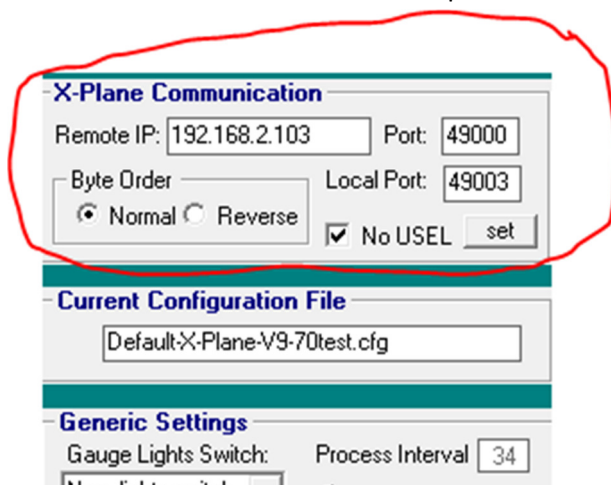 X-Plane Communication
Remote IP: 192.168.2.103 Port: 49000
Byte Order Local Port: 49003
Normal Reverse
No USEL set
Current Configuration File
Default-X-Plane-V9-70test.cfg
Generic Settings
Gauge Lights Switch: Process Interval 34